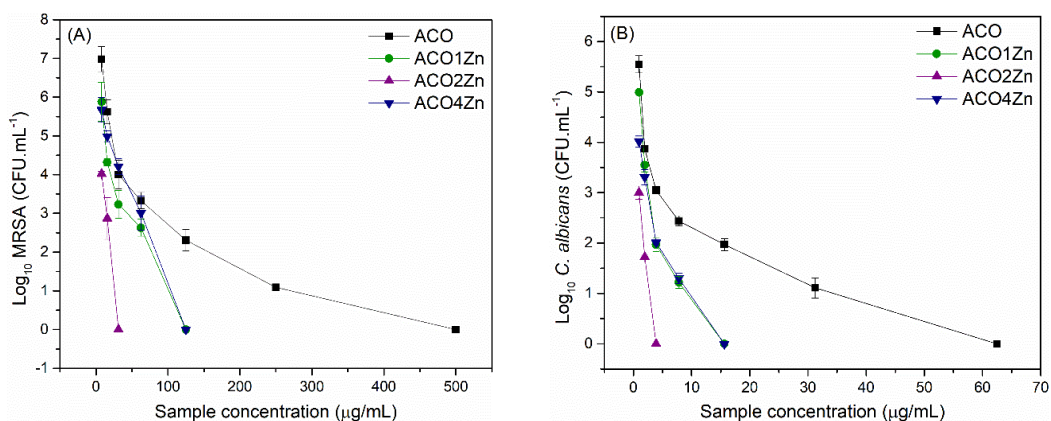 (A)
ACO
ACO1Zn
ACO2Zn
ACO4Zn
Log₁₀ MRSA (CFU.mL⁻¹)
8
7
6
5
4
3
2
1
0
-1
0 100 200 300 400 500
Sample concentration (μg/mL)
(B)
ACO
ACO1Zn
ACO2Zn
ACO4Zn
Log₁₀ C. albicans (CFU.mL⁻¹)
6
5
4
3
2
1
0
0 10 20 30 40 50 60 70
Sample concentration (μg/mL)